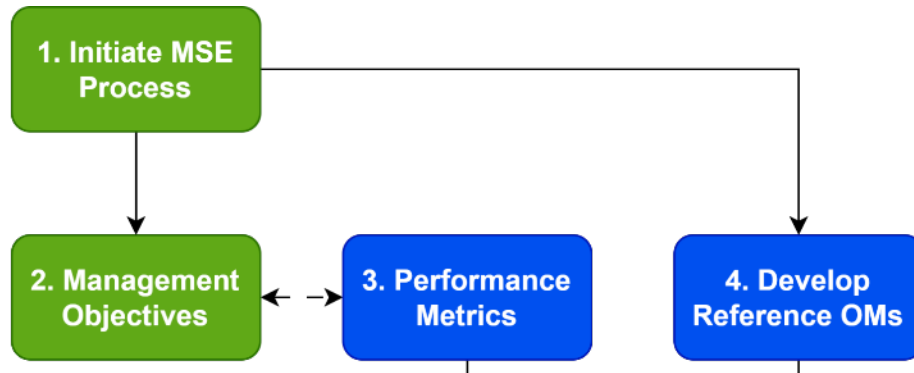 1. Initiate MSE
Process
2. Management
Objectives
3. Performance
Metrics
4. Develop
Reference OMs